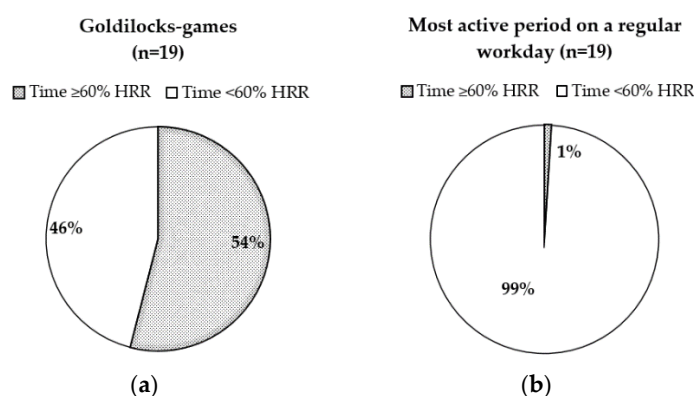 Goldilocks-games
(n=19)
Time ≥60% HRR Time <60% HRR
46%
54%
(a)
Most active period on a regular
workday (n=19)
Time ≥60% HRR Time <60% HRR
1%
99%
(b)